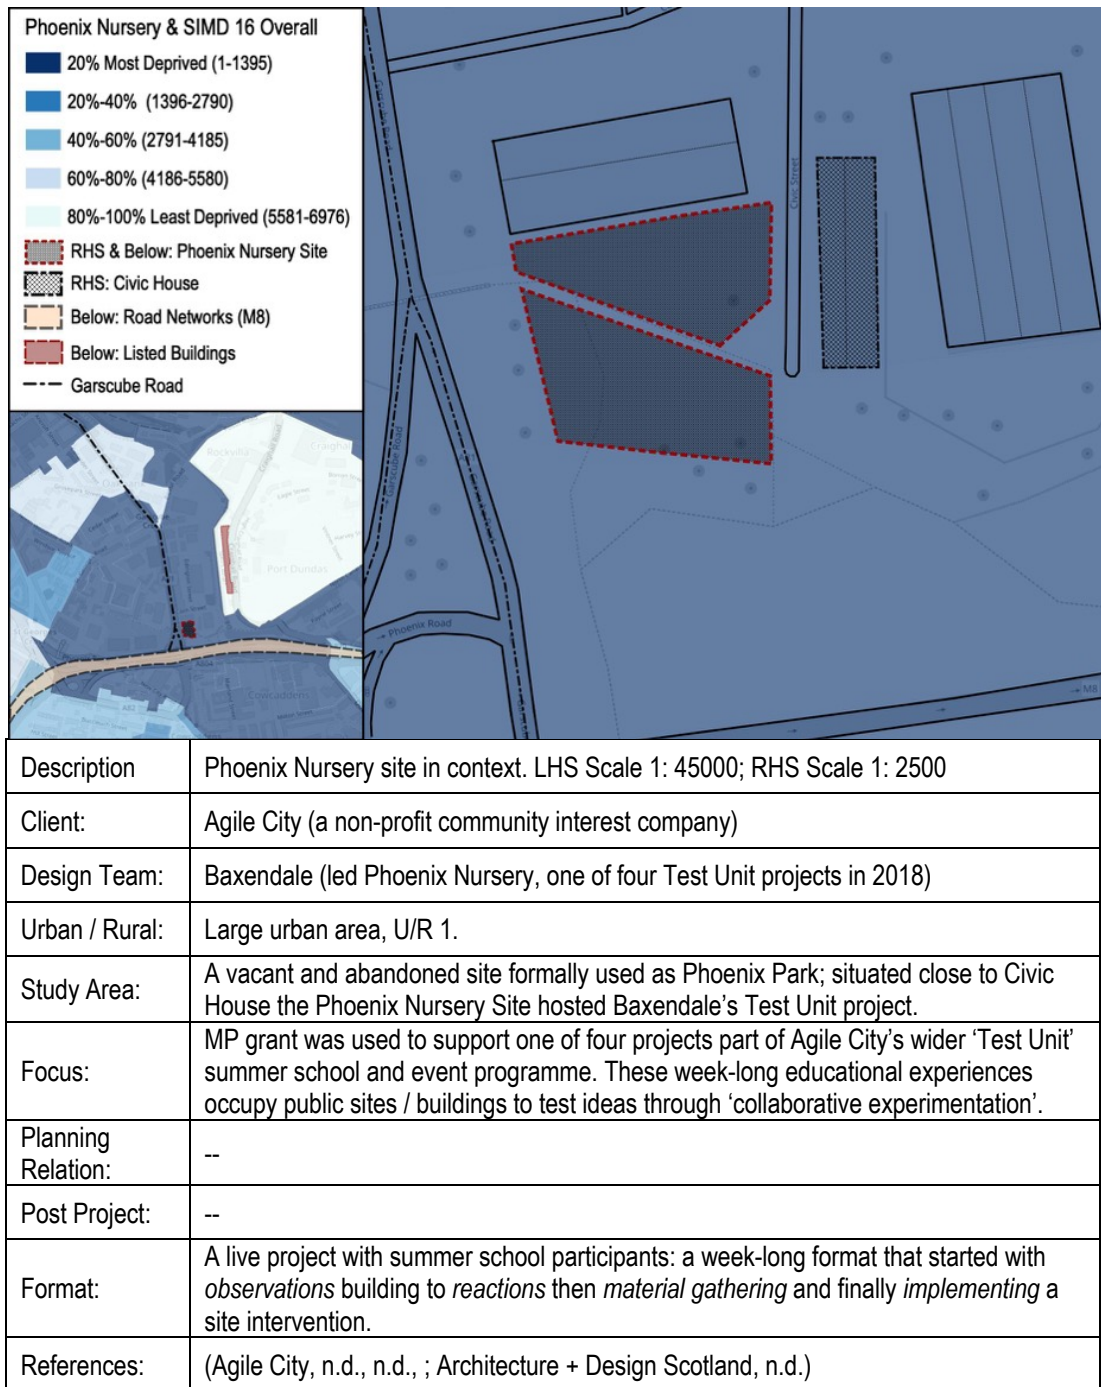 Phoenix Nursery & SIMD 16 Overall
20% Most Deprived (1-1395)
20%-40% (1396-2790)
40%-60% (2791-4185)
60%-80% (4186-5580)
80%-100% Least Deprived (5581-6976)
RHS & Below: Phoenix Nursery Site
RHS: Civic House
Below: Road Networks (M8)
Below: Listed Buildings
Garscube Road
Civic Street
Garscube Road
Phoenix Road
M8
Rockvilla
Craighall Road
Port Dundas
Cowcaddens
Description
Phoenix Nursery site in context. LHS Scale 1: 45000; RHS Scale 1: 2500
Client:
Agile City (a non-profit community interest company)
Design Team:
Baxendale (led Phoenix Nursery, one of four Test Unit projects in 2018)
Urban / Rural:
Large urban area, U/R 1.
Study Area:
A vacant and abandoned site formally used as Phoenix Park; situated close to Civic
House the Phoenix Nursery Site hosted Baxendale's Test Unit project.
Focus:
MP grant was used to support one of four projects part of Agile City's wider ‘Test Unit’
summer school and event programme. These week-long educational experiences
occupy public sites / buildings to test ideas through ‘collaborative experimentation’.
Planning
Relation:
--
Post Project:
--
Format:
A live project with summer school participants: a week-long format that started with
observations building to reactions then material gathering and finally implementing a
site intervention.
References:
(Agile City, n.d., n.d., ; Architecture + Design Scotland, n.d.)